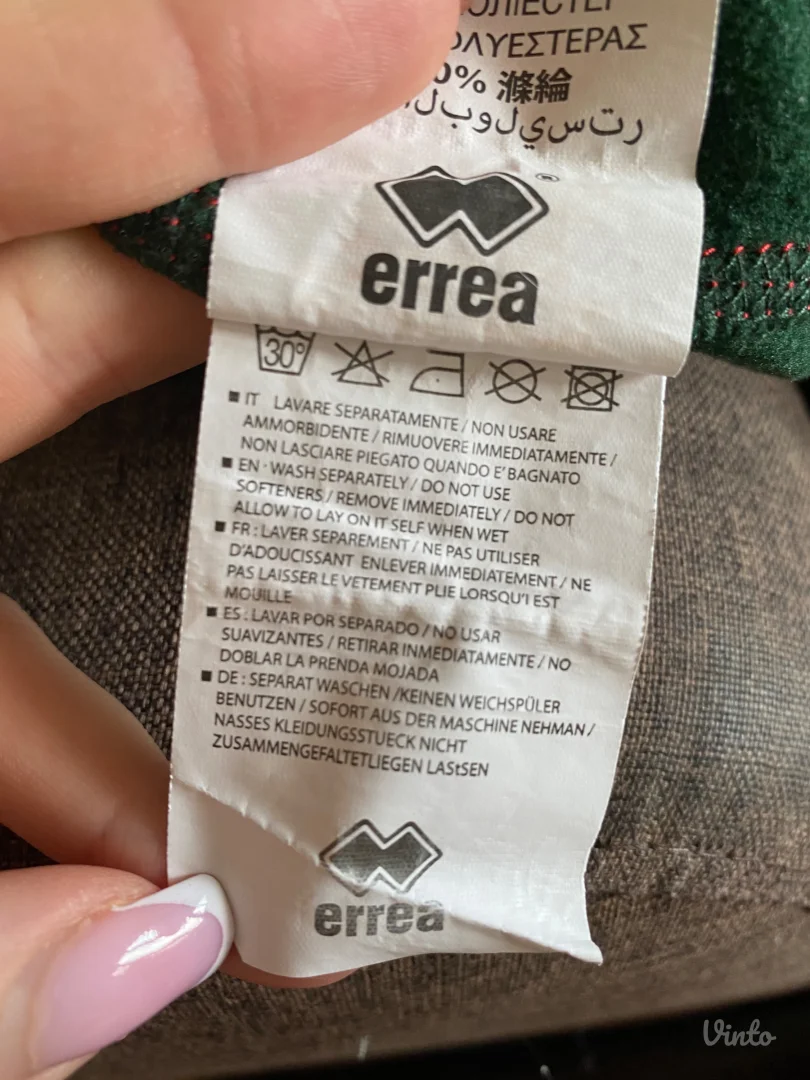 ПОЛІЕСТЕР
ΠΟΛΥΕΣΤΕΡΑΣ
0% 滌綸
البوليستر
errea
30°
■ IT LAVARE SEPARATAMENTE / NON USARE
AMMORBIDENTE / RIMUOVERE IMMEDIATAMENTE /
NON LASCIARE PIEGATO QUANDO E' BAGNATO
■ EN · WASH SEPARATELY / DO NOT USE
SOFTENERS / REMOVE IMMEDIATELY / DO NOT
ALLOW TO LAY ON IT SELF WHEN WET
■ FR : LAVER SEPAREMENT / NE PAS UTILISER
D'ADOUCISSANT ENLEVER IMMEDIATEMENT / NE
PAS LAISSER LE VETEMENT PLIE LORSQU'I EST
MOUILLE
■ ES : LAVAR POR SEPARADO / NO USAR
SUAVIZANTES / RETIRAR INMEDIATAMENTE / NO
DOBLAR LA PRENDA MOJADA
■ DE : SEPARAT WASCHEN /KEINEN WEICHSPÜLER
BENUTZEN / SOFORT AUS DER MASCHINE NEHMAN /
NASSES KLEIDUNGSSTUECK NICHT
ZUSAMMENGEFALTETLIEGEN LAStSEN
errea
Vinto